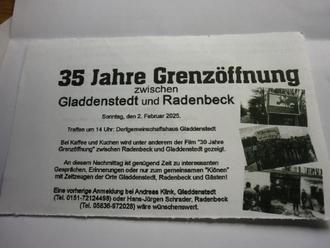 35 Jahre Grenzöffnung
zwischen
Gladdenstedt und Radenbeck
Sonntag, den 2. Februar 2025.
Treffen um 14 Uhr: Dorfgemeinschaftshaus Gladdenstedt
Bei Kaffee und Kuchen wird unter anderem der Film "30 Jahre
Grenzöffnung" zwischen Radenbeck und Gladdenstedt gezeigt.
An diesem Nachmittag ist genügend Zeit zu interessanten
Gesprächen, Erinnerungen oder nur zum gemeinsamen "Klönen"
mit Zeitzeugen der Orte Gladdenstedt, Radenbeck und Gästen!
Eine vorherige Anmeldung bei Andreas Klink, Gladdenstedt
(Tel. 0151-72124498) oder Hans-Jürgen Schrader, Radenbeck
(Tel. 05836-972028) wäre wünschenswert.